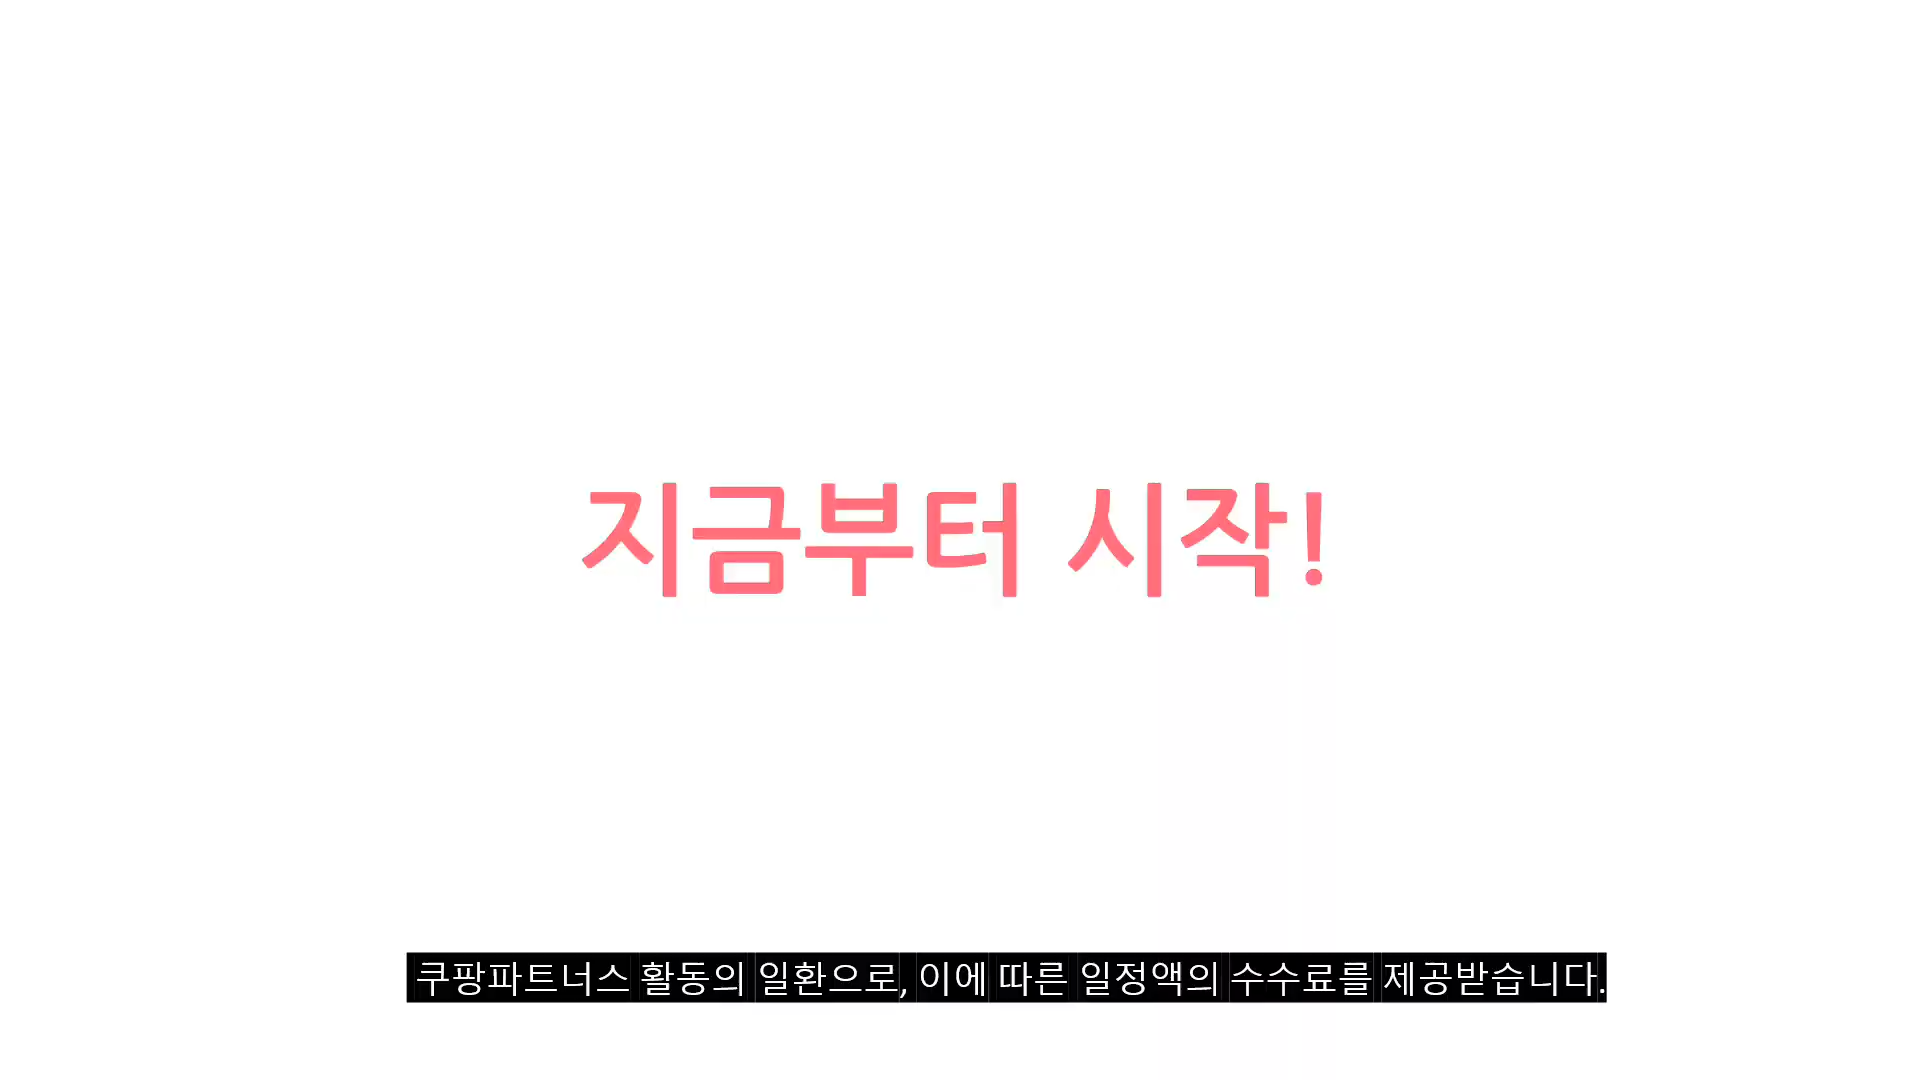 지금부터 시작!
쿠팡파트너스 활동의 일환으로, 이에 따른 일정액의 수수료를 제공받습니다.